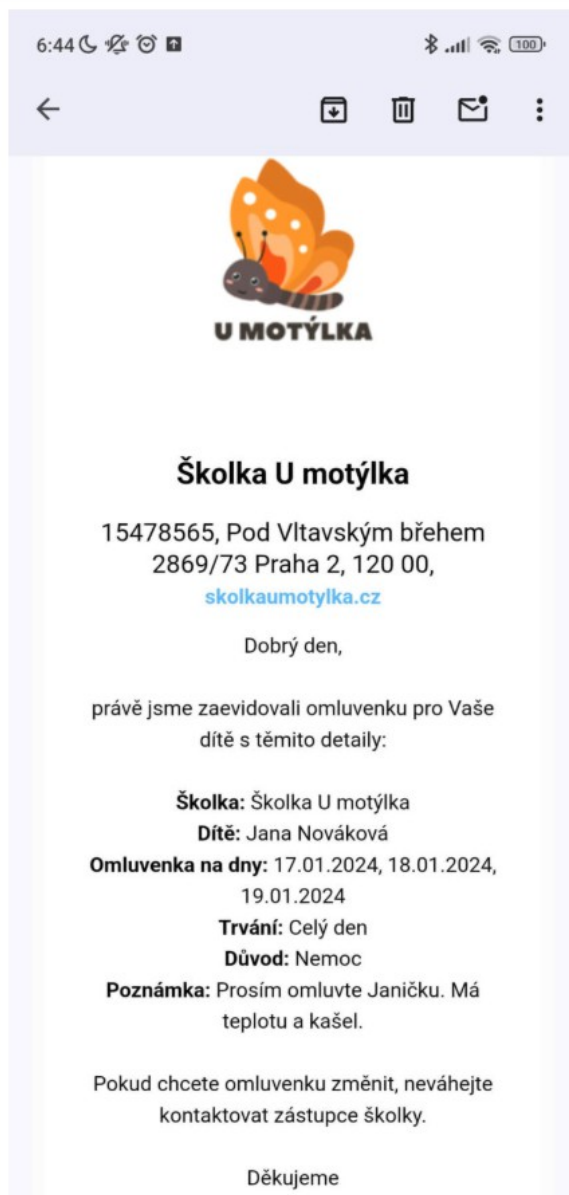 6:44
100
U MOTÝLKA
Školka U motýlka
15478565, Pod Vltavským břehem
2869/73 Praha 2, 120 00,
skolkaumotylka.cz
Dobrý den,
právě jsme zaevidovali omluvenku pro Vaše
dítě s těmito detaily:
Školka: Školka U motýlka
Dítě: Jana Nováková
Omluvenka na dny: 17.01.2024, 18.01.2024,
19.01.2024
Trvání: Celý den
Důvod: Nemoc
Poznámka: Prosím omluvte Janičku. Má
teplotu a kašel.
Pokud chcete omluvenku změnit, neváhejte
kontaktovat zástupce školky.
Děkujeme